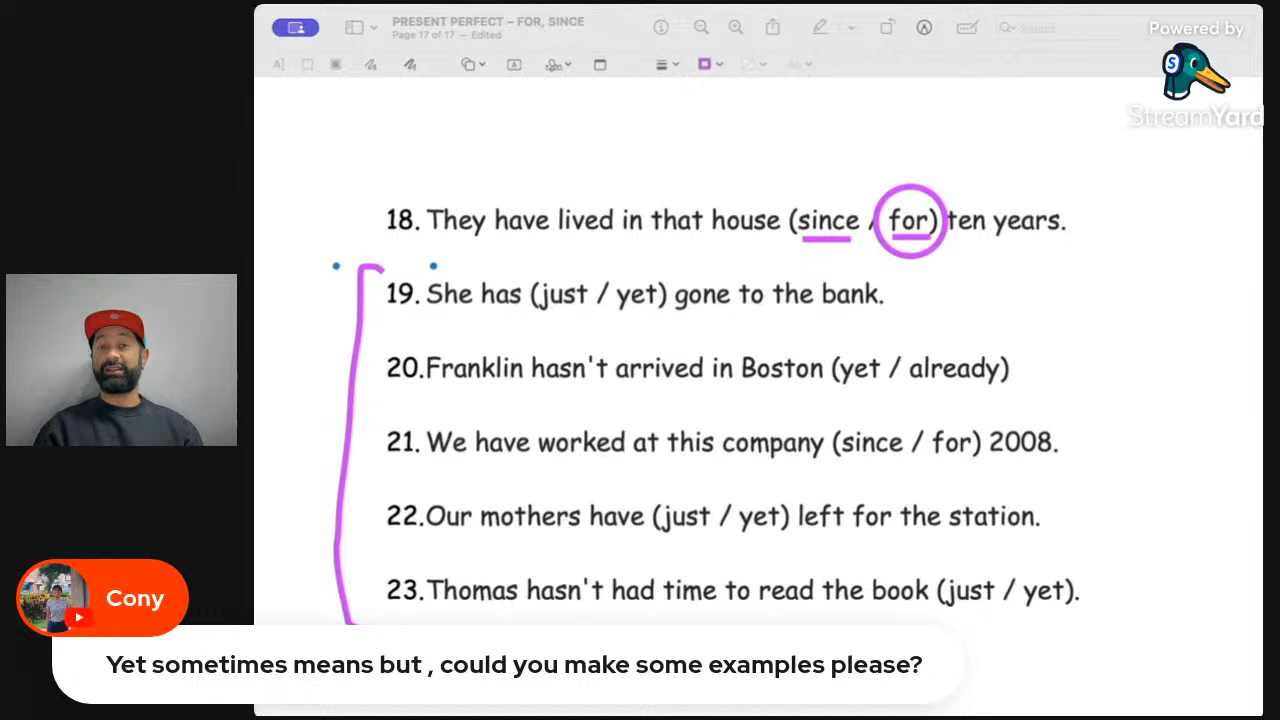 PRESENT PERFECT – FOR, SINCE
Page 17 of 17 — Edited
Search
Powered by
StreamYard
18. They have lived in that house (since / for) ten years.
19. She has (just / yet) gone to the bank.
20.Franklin hasn't arrived in Boston (yet / already)
21. We have worked at this company (since / for) 2008.
22.Our mothers have (just / yet) left for the station.
23.Thomas hasn't had time to read the book (just / yet).
Cony
Yet sometimes means but , could you make some examples please?